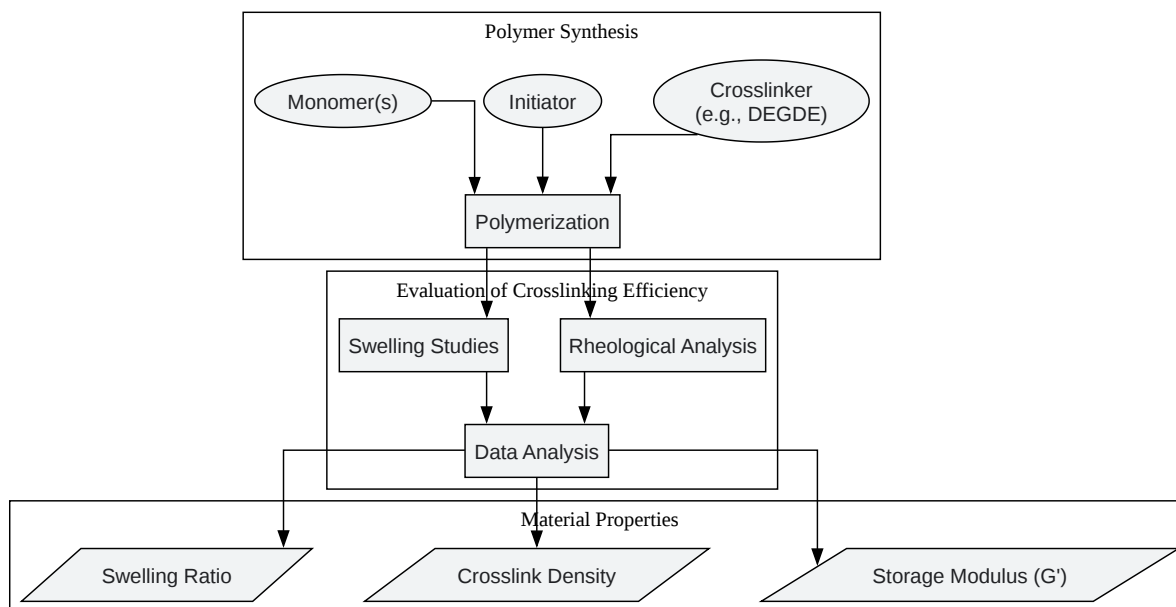 Polymer Synthesis
Monomer(s)
Initiator
Crosslinker
(e.g., DEGDE)
Polymerization
Evaluation of Crosslinking Efficiency
Swelling Studies
Rheological Analysis
Data Analysis
Material Properties
Swelling Ratio
Crosslink Density
Storage Modulus (G')